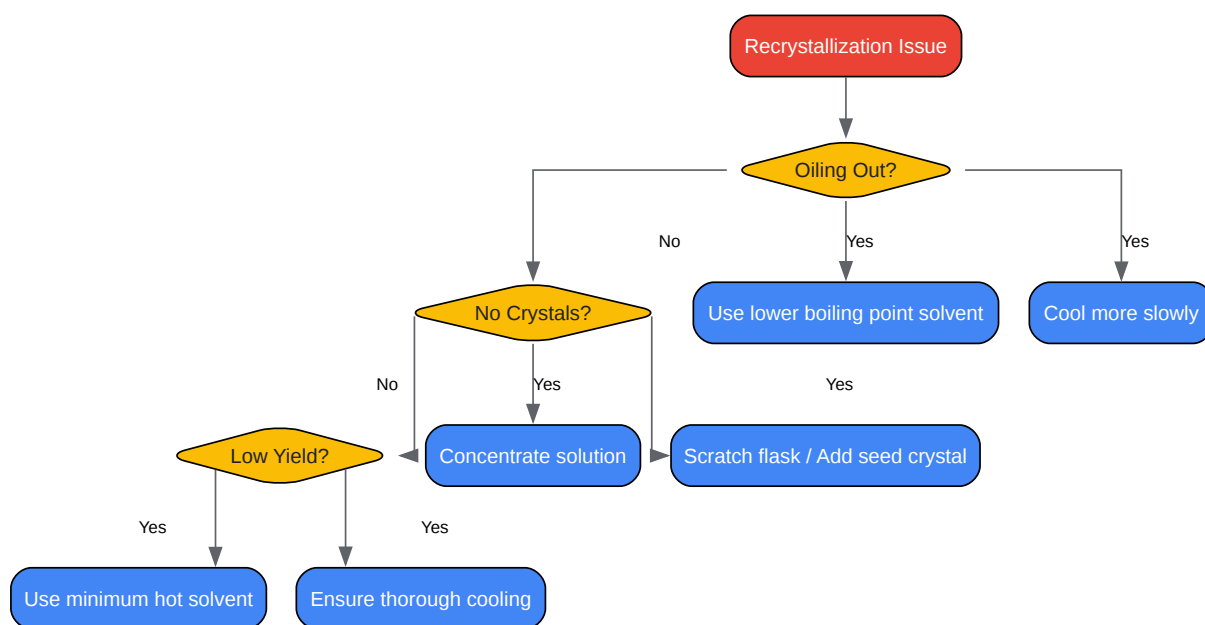 Recrystallization Issue
Oiling Out?
No
Yes
Yes
No Crystals?
Use lower boiling point solvent
Cool more slowly
No
Yes
Yes
Low Yield?
Concentrate solution
Scratch flask / Add seed crystal
Yes
Yes
Use minimum hot solvent
Ensure thorough cooling